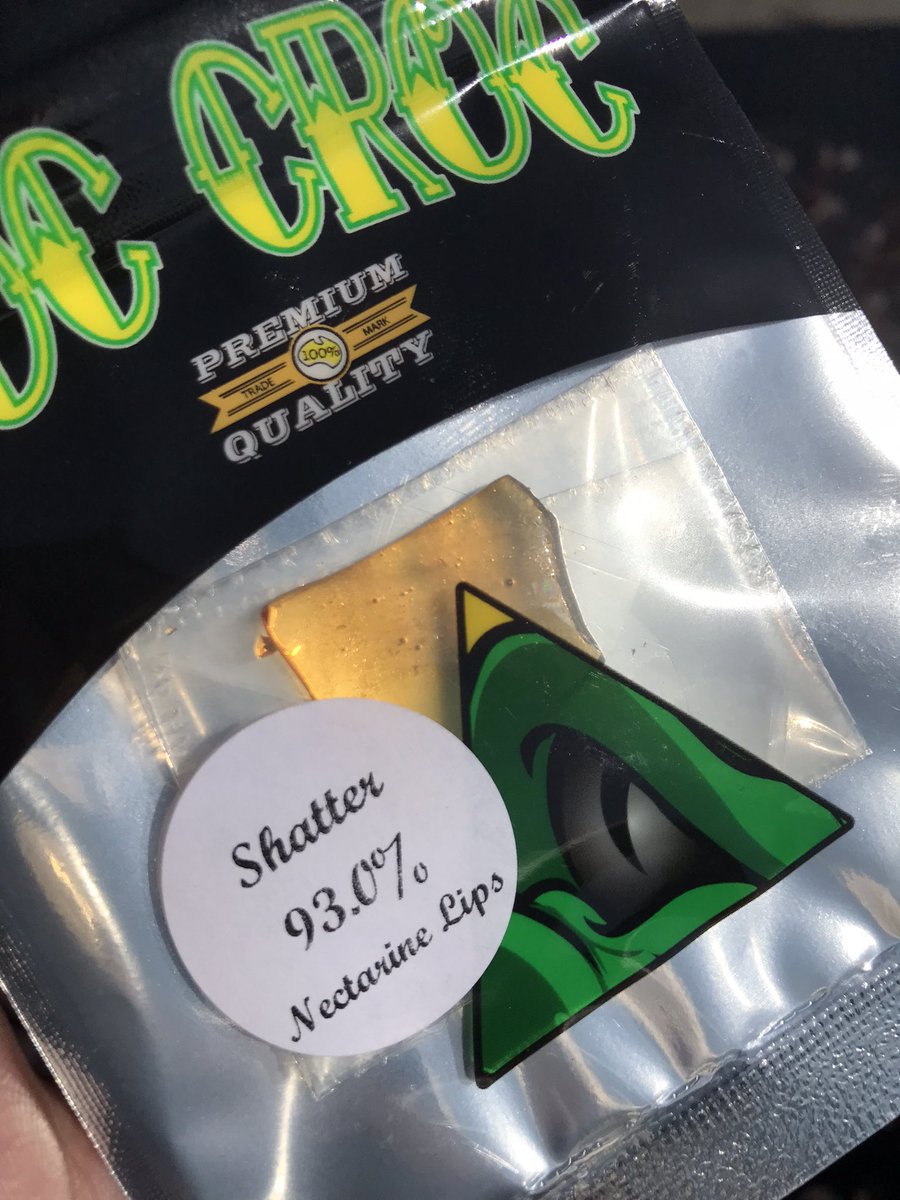 CROC
PREMIUM
TRADE 100% MARK
QUALITY
Shatter
93.0%
Nectarine Lips